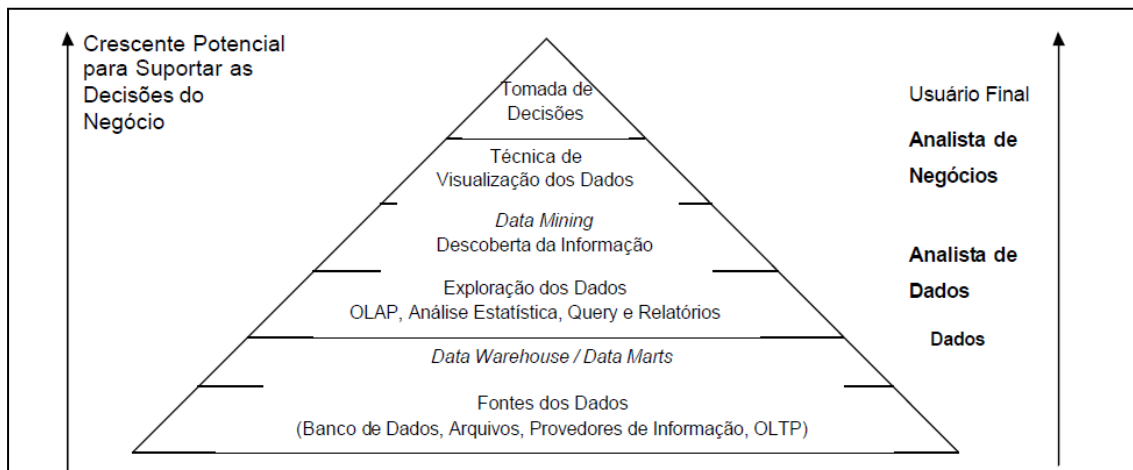 Crescente Potencial
para Suportar as
Decisões do
Negócio
Tomada de
Decisões
Técnica de
Visualização dos Dados
Data Mining
Descoberta da Informação
Exploração dos Dados
OLAP, Análise Estatística, Query e Relatórios
Data Warehouse / Data Marts
Fontes dos Dados
(Banco de Dados, Arquivos, Provedores de Informação, OLTP)
Usuário Final
Analista de
Negócios
Analista de
Dados
Dados